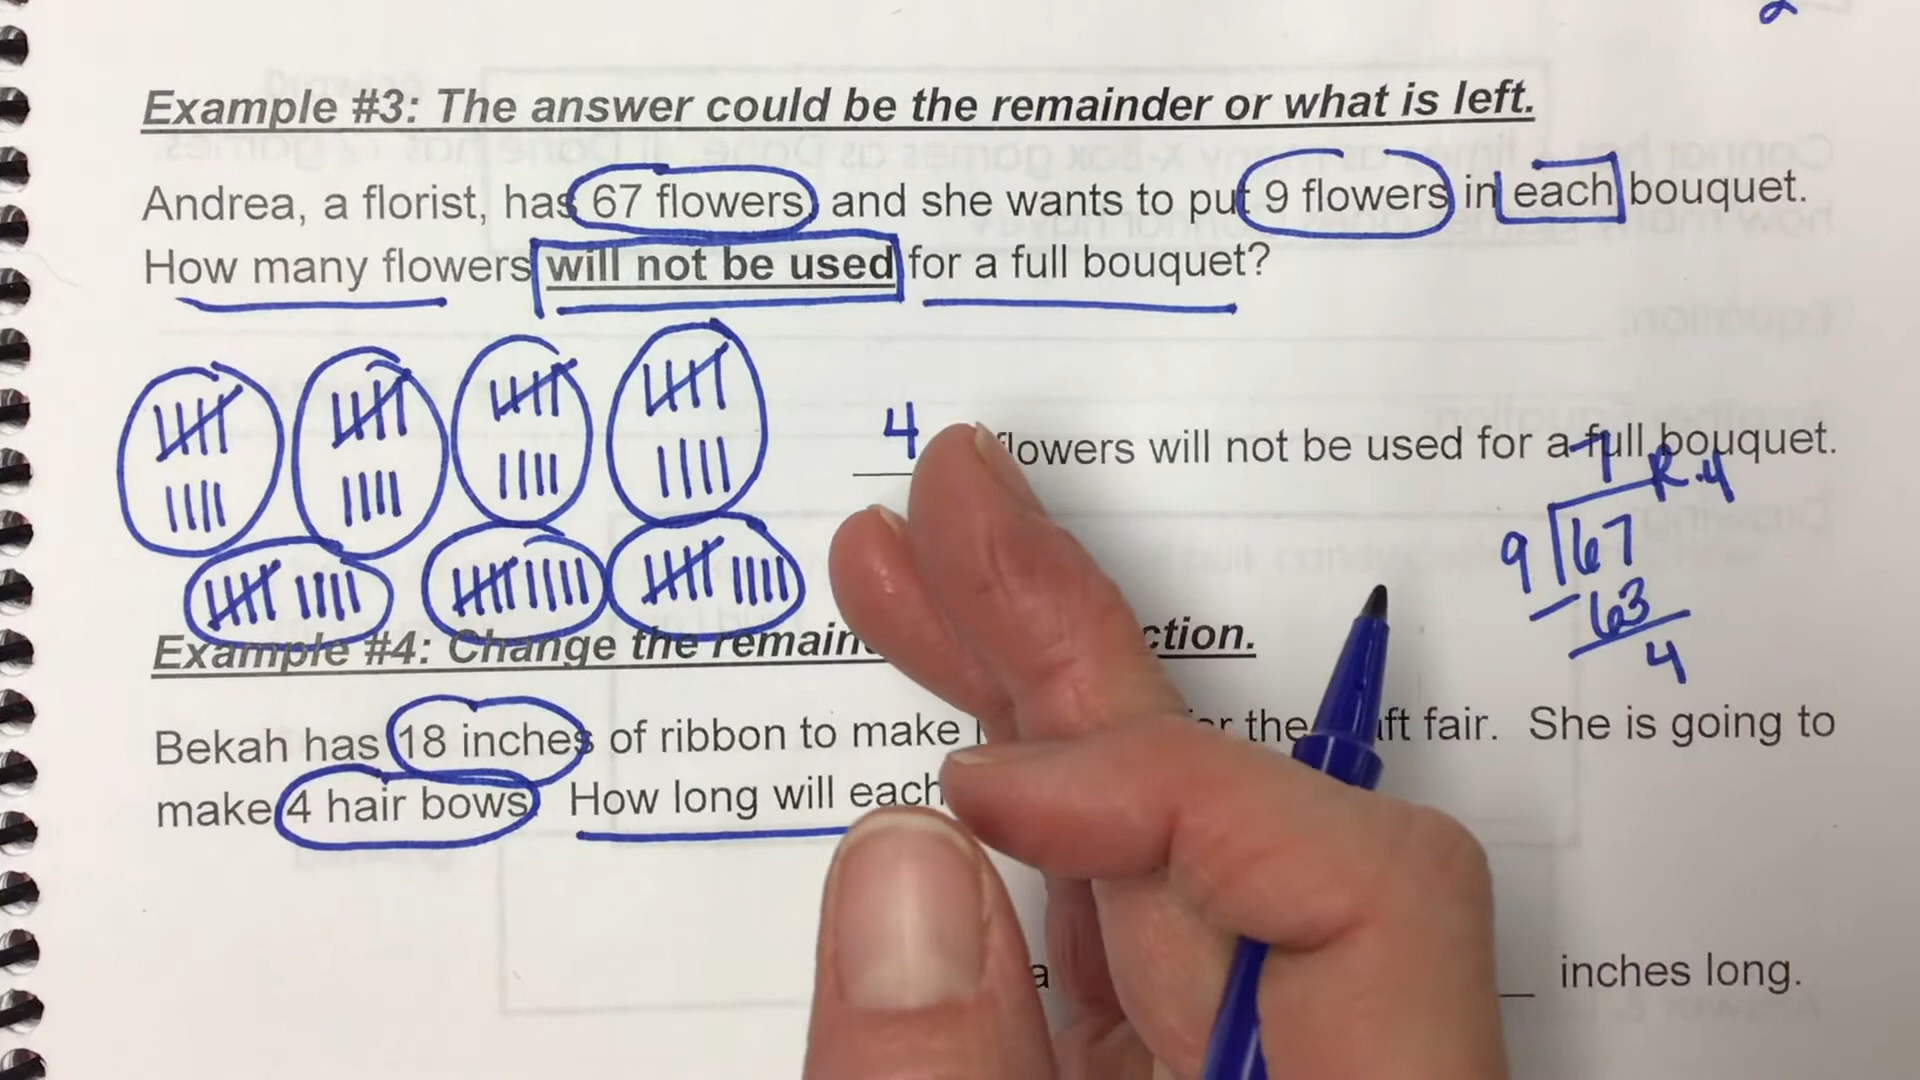 Example #3: The answer could be the remainder or what is left.
Andrea, a florist, has 67 flowers and she wants to put 9 flowers in each bouquet.
How many flowers will not be used for a full bouquet?
4 flowers will not be used for a full bouquet.
7 R.4
9 67
- 63
4
Example #4: Change the
Bekah has 18 inches of ribbon to make the fair. She is going to
make 4 hair bows. How long will each
inches long.